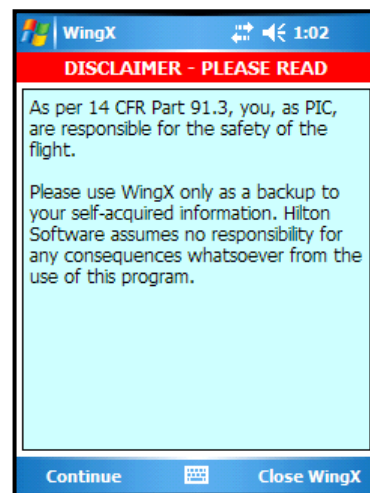 WingX 1:02
DISCLAIMER - PLEASE READ
As per 14 CFR Part 91.3, you, as PIC,
are responsible for the safety of the
flight.
Please use WingX only as a backup to
your self-acquired information. Hilton
Software assumes no responsibility for
any consequences whatsoever from the
use of this program.
Continue Close WingX